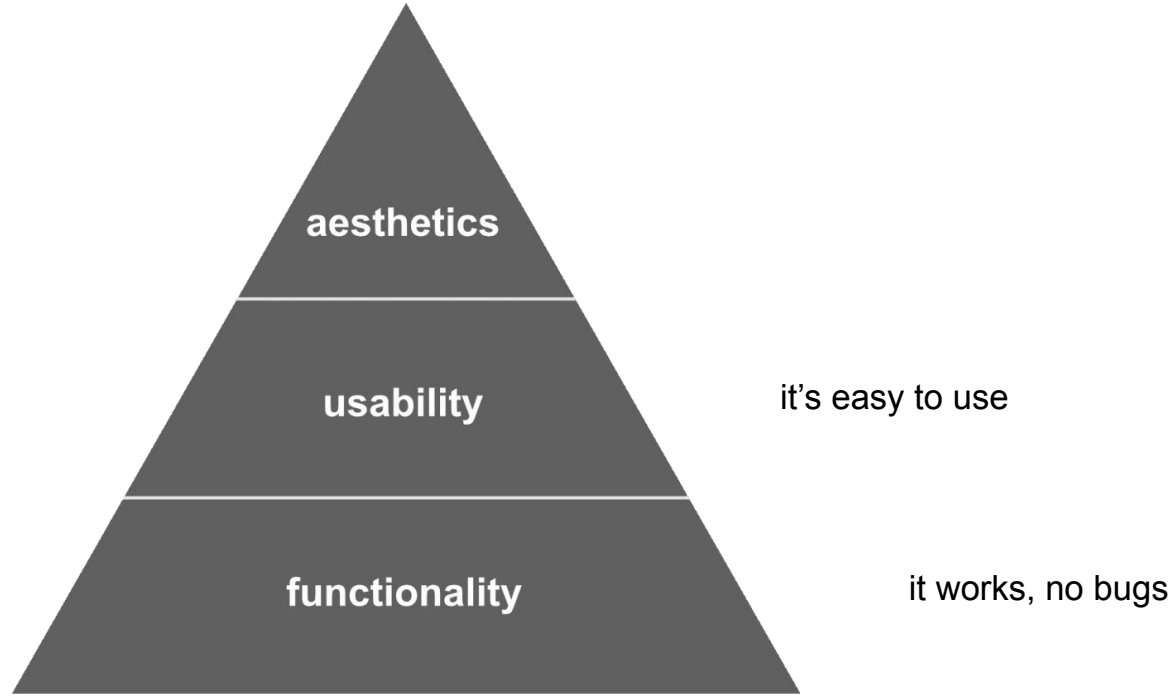 aesthetics
usability
it’s easy to use
functionality
it works, no bugs